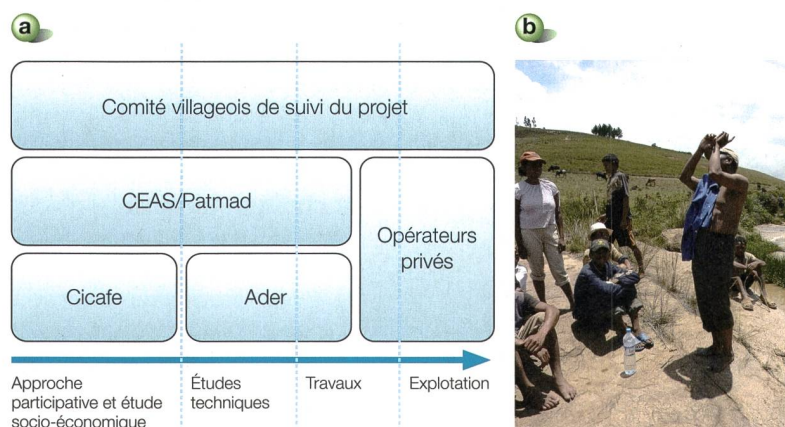 a
b
Comité villageois de suivi du projet
CEAS/Patmad
Opérateurs
privés
Cicafe
Ader
Approche
participative et étude
socio-économique
Études
techniques
Travaux
Explotation